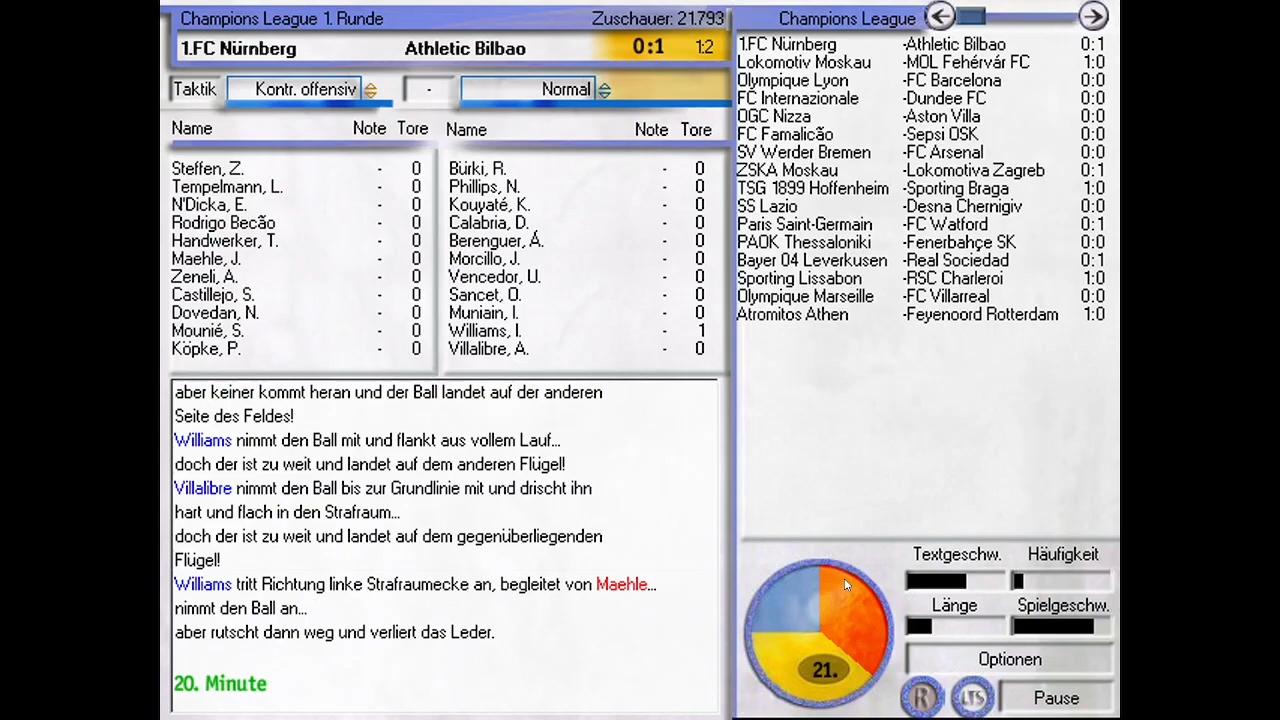 Champions League 1. Runde Zuschauer: 21.793
1.FC Nürnberg Athletic Bilbao 0:1 1:2
Taktik Kontr. offensiv - Normal
Name Note Tore Name Note Tore
Steffen, Z. - 0 Bürki, R. - 0
Tempelmann, L. - 0 Phillips, N. - 0
N'Dicka, E. - 0 Kouyaté, K. - 0
Rodrigo Becão - 0 Calabria, D. - 0
Handwerker, T. - 0 Berenguer, Á. - 0
Maehle, J. - 0 Morcillo, J. - 0
Zeneli, A. - 0 Vencedor, U. - 0
Castillejo, S. - 0 Sancet, O. - 0
Dovedan, N. - 0 Muniain, I. - 0
Mounié, S. - 0 Williams, I. - 1
Köpke, P. - 0 Villalibre, A. - 0
aber keiner kommt heran und der Ball landet auf der anderen
Seite des Feldes!
Williams nimmt den Ball mit und flankt aus vollem Lauf...
doch der ist zu weit und landet auf dem anderen Flügel!
Villalibre nimmt den Ball bis zur Grundlinie mit und drischt ihn
hart und flach in den Strafraum...
doch der ist zu weit und landet auf dem gegenüberliegenden
Flügel!
Williams tritt Richtung linke Strafraumecke an, begleitet von Maehle...
nimmt den Ball an...
aber rutscht dann weg und verliert das Leder.
20. Minute
Champions League
1.FC Nürnberg -Athletic Bilbao 0:1
Lokomotiv Moskau -MOL Fehérvár FC 1:0
Olympique Lyon -FC Barcelona 0:0
FC Internazionale -Dundee FC 0:0
OGC Nizza -Aston Villa 0:0
FC Famalicão -Sepsi OSK 0:0
SV Werder Bremen -FC Arsenal 0:0
ZSKA Moskau -Lokomotiva Zagreb 0:1
TSG 1899 Hoffenheim -Sporting Braga 1:0
SS Lazio -Desna Chernigiv 0:0
Paris Saint-Germain -FC Watford 0:1
PAOK Thessaloniki -Fenerbahçe SK 0:0
Bayer 04 Leverkusen -Real Sociedad 0:1
Sporting Lissabon -RSC Charleroi 1:0
Olympique Marseille -FC Villarreal 0:0
Atromitos Athen -Feyenoord Rotterdam 1:0
Textgeschw. Häufigkeit
Länge Spielgeschw.
21.
Optionen
R LTS Pause